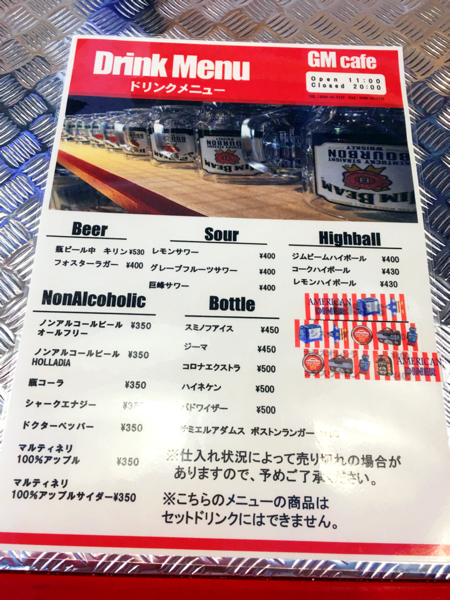 Drink Menu
ドリンクメニュー
GM cafe
Open 11:00
Closed 20:00
KENTUCKY STRAIGHT
BOURBON
WHISKEY
JIM BEAM
Beer
瓶ビール中 キリン ¥530
フォスターラガー ¥400
Sour
レモンサワー ¥400
グレープフルーツサワー ¥400
巨峰サワー ¥400
Highball
ジムビームハイボール ¥400
コークハイボール ¥430
レモンハイボール ¥430
NonAlcoholic
ノンアルコールビール ¥350
オールフリー
ノンアルコールビール ¥350
HOLLADIA
瓶コーラ ¥350
シャークエナジー ¥350
ドクターペッパー ¥350
マルティネリ
100%アップル ¥350
マルティネリ
100%アップルサイダー¥350
Bottle
スミノフアイス ¥450
ジーマ ¥450
コロナエクストラ ¥500
ハイネケン ¥500
バドワイザー ¥500
サミエルアダムス ボストンランガー
AMERICAN
DINER
AMERICAN
DINER
※仕入れ状況によって売り切れの場合が
ありますので、予めご了承ください。
※こちらのメニューの商品は
セットドリンクにはできません。